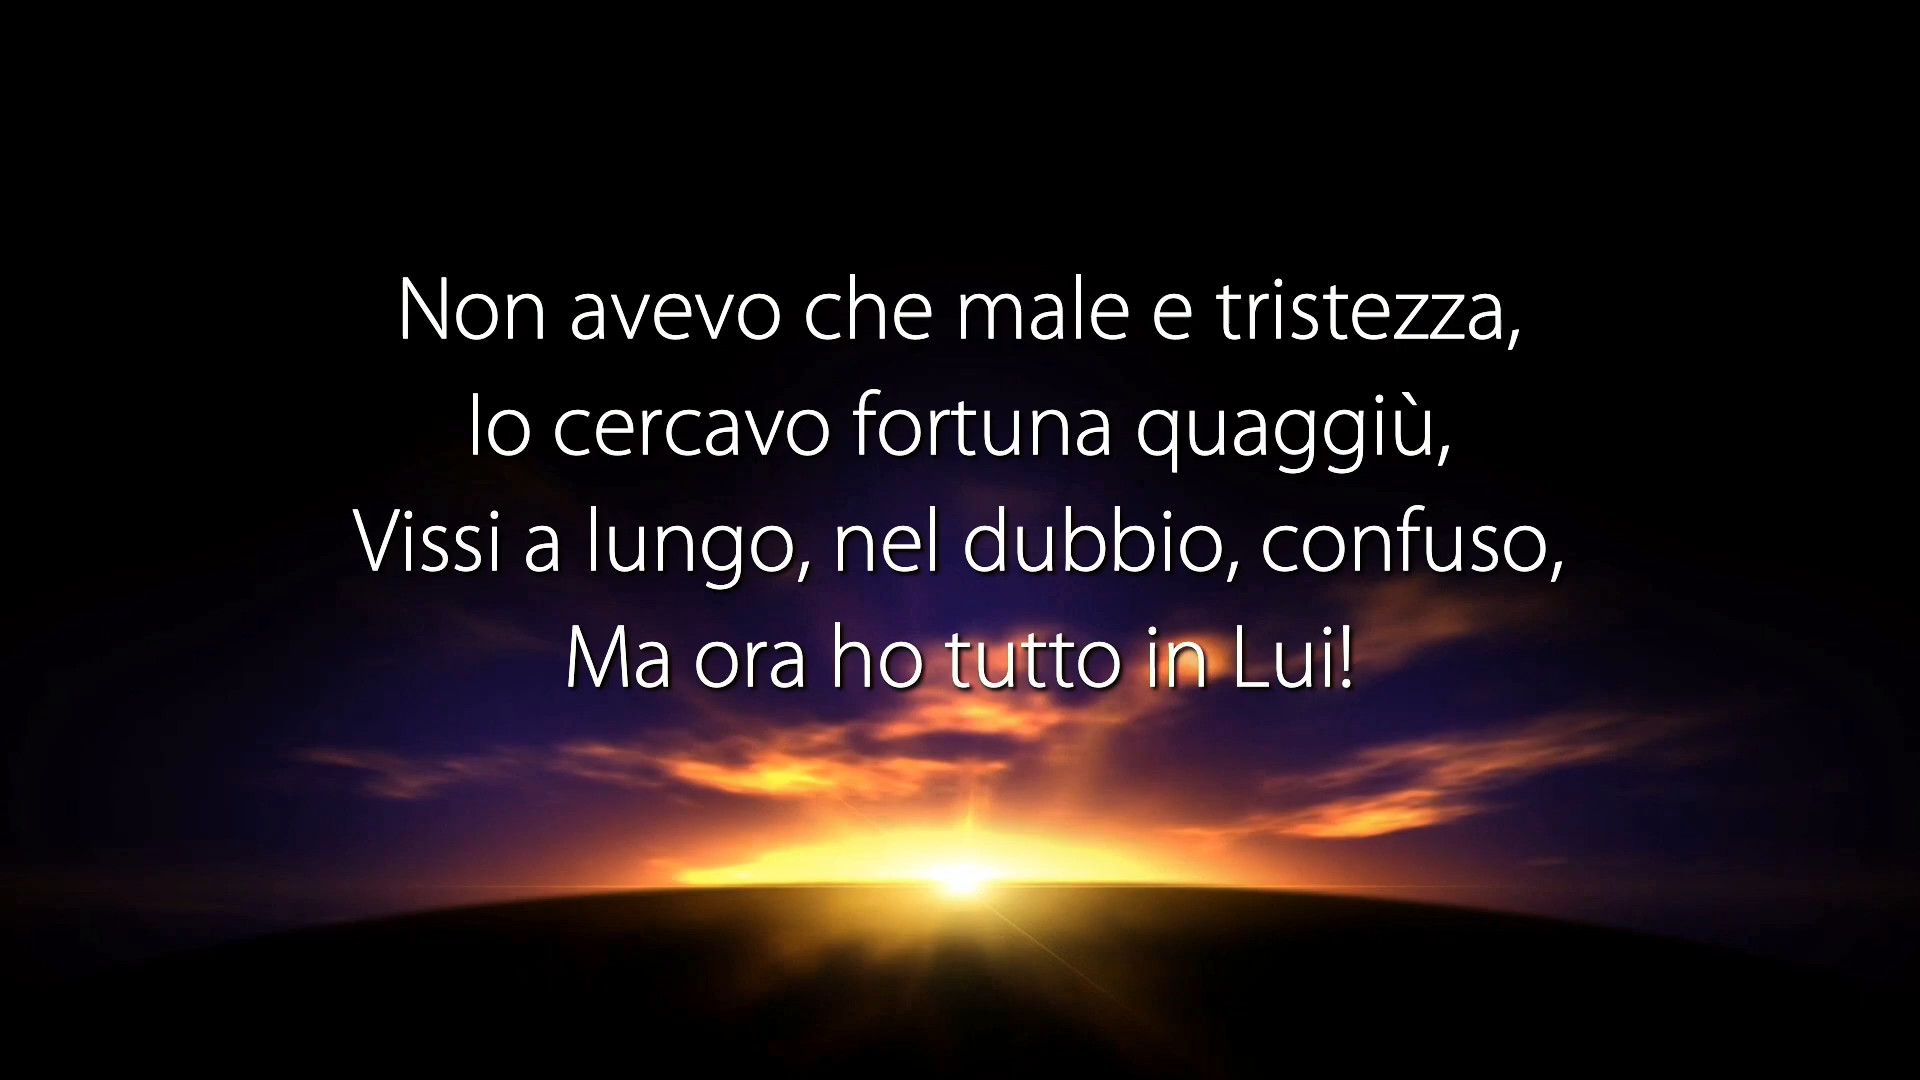 Non avevo che male e tristezza,
Io cercavo fortuna quaggiù,
Vissi a lungo, nel dubbio, confuso,
Ma ora ho tutto in Lui!